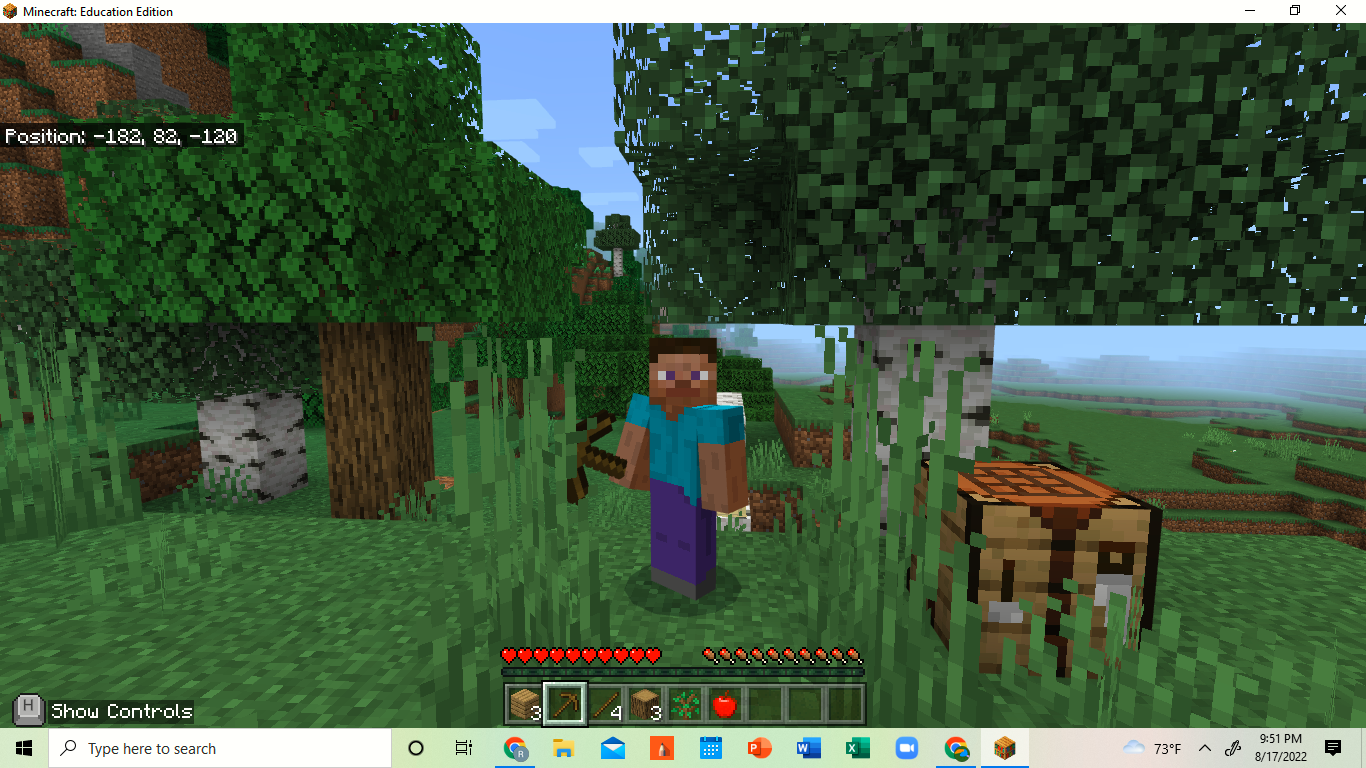 Minecraft: Education Edition
Position: -182, 82, -120
3
4
3
H
Show Controls
Type here to search
R
P
W
X
73°F
9:51 PM
8/17/2022